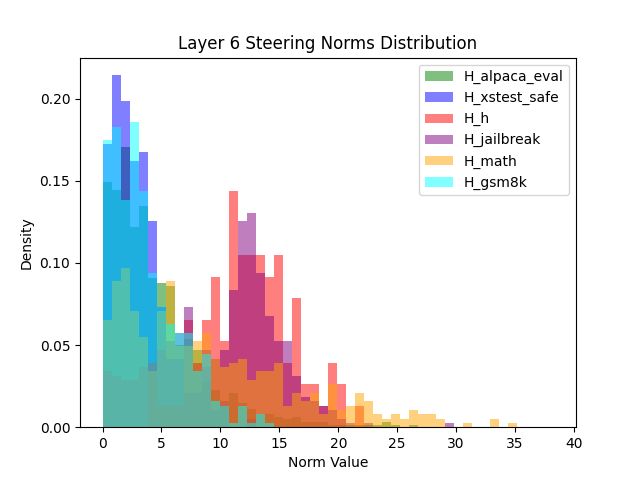 Layer 6 Steering Norms Distribution
H_alpaca_eval
H_xstest_safe
H_h
H_jailbreak
H_math
H_gsm8k
0.20
0.15
0.10
0.05
0.00
Density
0 5 10 15 20 25 30 35 40
Norm Value